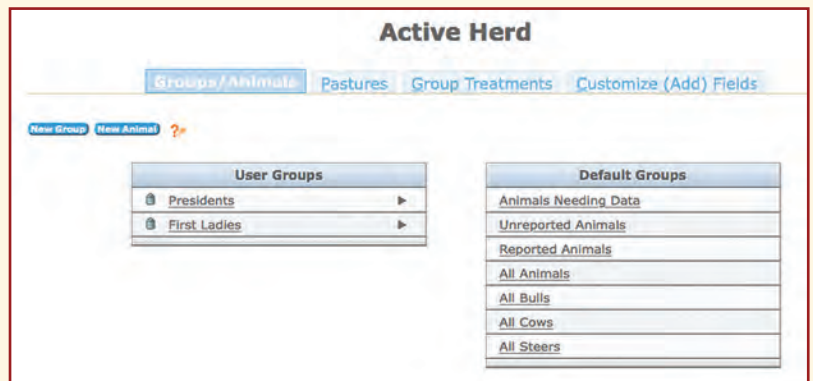 Active Herd
Groups/Animals Pastures Group Treatments Customize (Add) Fields
New Group New Animal ?
User Groups
Presidents
First Ladies
Default Groups
Animals Needing Data
Unreported Animals
Reported Animals
All Animals
All Bulls
All Cows
All Steers